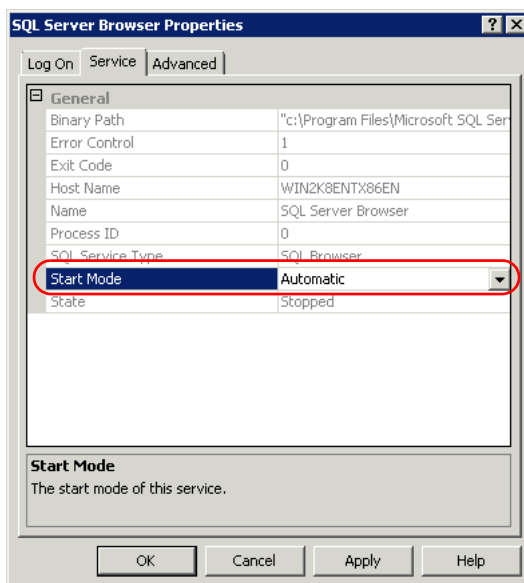 SQL Server Browser Properties
Log On Service Advanced
General
Binary Path "c:\Program Files\Microsoft SQL Ser
Error Control 1
Exit Code 0
Host Name WIN2K8ENTX86EN
Name SQL Server Browser
Process ID 0
SQL Service Type SQL Browser
Start Mode Automatic
State Stopped
Start Mode
The start mode of this service.
OK Cancel Apply Help